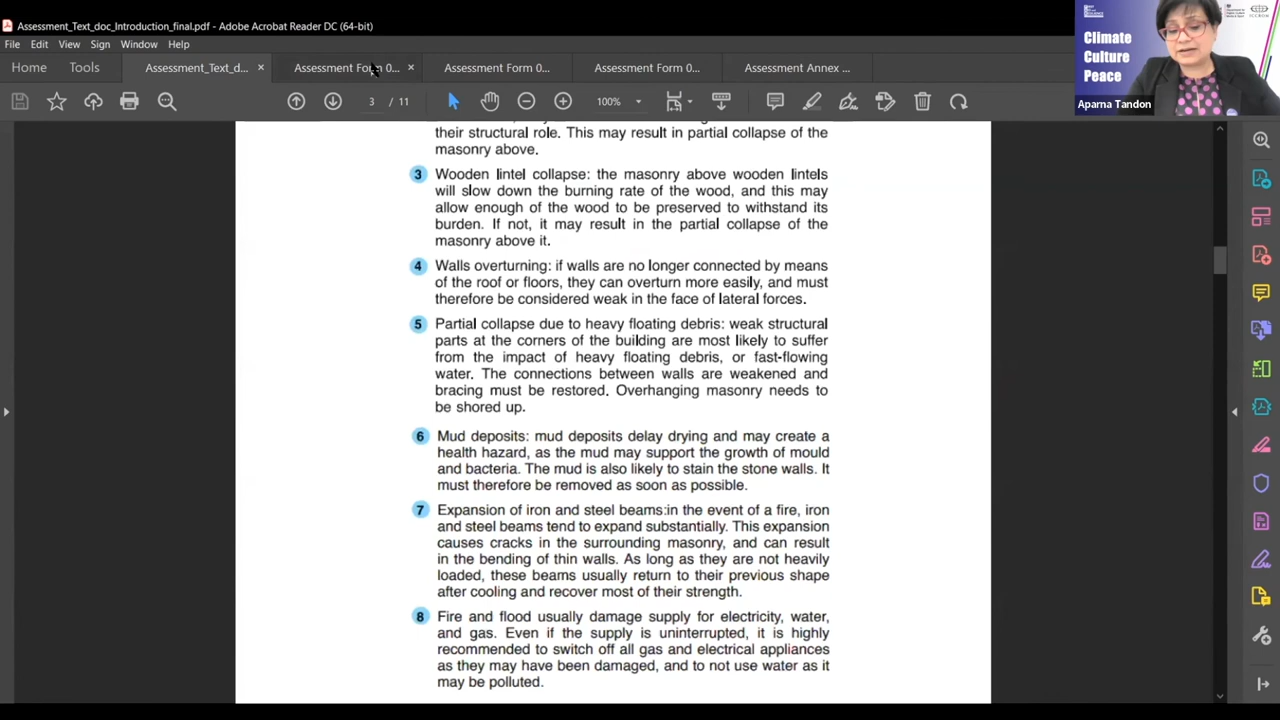 Assessment_Text_doc_Introduction_final.pdf - Adobe Acrobat Reader DC (64-bit)
File Edit View Sign Window Help
Home Tools Assessment_Text_d... × Assessment Form 0... × Assessment Form 0... Assessment Form 0... Assessment Annex ...
3 / 11 100%
Climate
Culture
Peace
ICCROM
Aparna Tandon
their structural role. This may result in partial collapse of the
masonry above.
3 Wooden lintel collapse: the masonry above wooden lintels
will slow down the burning rate of the wood, and this may
allow enough of the wood to be preserved to withstand its
burden. If not, it may result in the partial collapse of the
masonry above it.
4 Walls overturning: if walls are no longer connected by means
of the roof or floors, they can overturn more easily, and must
therefore be considered weak in the face of lateral forces.
5 Partial collapse due to heavy floating debris: weak structural
parts at the corners of the building are most likely to suffer
from the impact of heavy floating debris, or fast-flowing
water. The connections between walls are weakened and
bracing must be restored. Overhanging masonry needs to
be shored up.
6 Mud deposits: mud deposits delay drying and may create a
health hazard, as the mud may support the growth of mould
and bacteria. The mud is also likely to stain the stone walls. It
must therefore be removed as soon as possible.
7 Expansion of iron and steel beams:in the event of a fire, iron
and steel beams tend to expand substantially. This expansion
causes cracks in the surrounding masonry, and can result
in the bending of thin walls. As long as they are not heavily
loaded, these beams usually return to their previous shape
after cooling and recover most of their strength.
8 Fire and flood usually damage supply for electricity, water,
and gas. Even if the supply is uninterrupted, it is highly
recommended to switch off all gas and electrical appliances
as they may have been damaged, and to not use water as it
may be polluted.